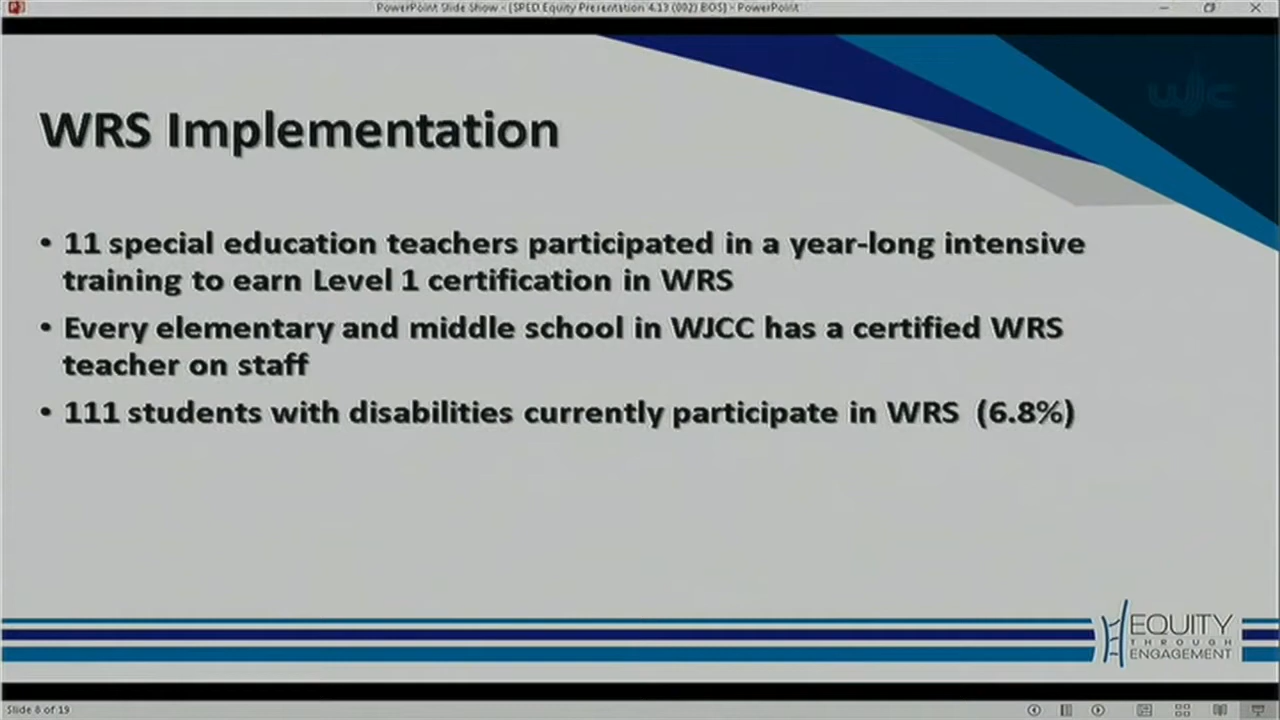 PowerPoint Slide Show - [SPED Equity Presentation 4.13 (002) BOS] - PowerPoint
WJC
WRS Implementation
• 11 special education teachers participated in a year-long intensive
training to earn Level 1 certification in WRS
• Every elementary and middle school in WJCC has a certified WRS
teacher on staff
• 111 students with disabilities currently participate in WRS (6.8%)
EQUITY
THROUGH
ENGAGEMENT
Slide 8 of 19